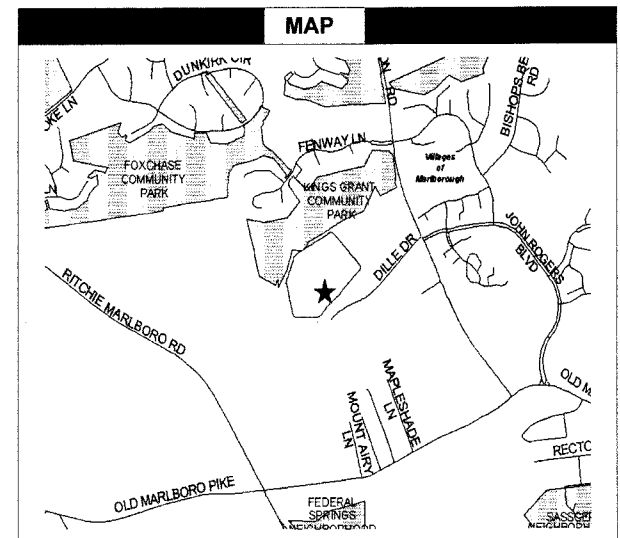 MAP
DUNKIRK CIR
KE LN
RD
BISHOPS BE
RD
FENWAY LN
Villages
of
Marlborough
FOXCHASE
COMMUNITY
PARK
KINGS GRANT
COMMUNITY
PARK
LN
DILLE DR
JOHN ROGERS
BLVD
RITCHIE MARLBORO RD
MAPLESHADE
LN
MOUNT AIRY
LN
OLD M
RECTO
OLD MARLBORO PIKE
FEDERAL
SPRINGS
NEIGHBORHOOD